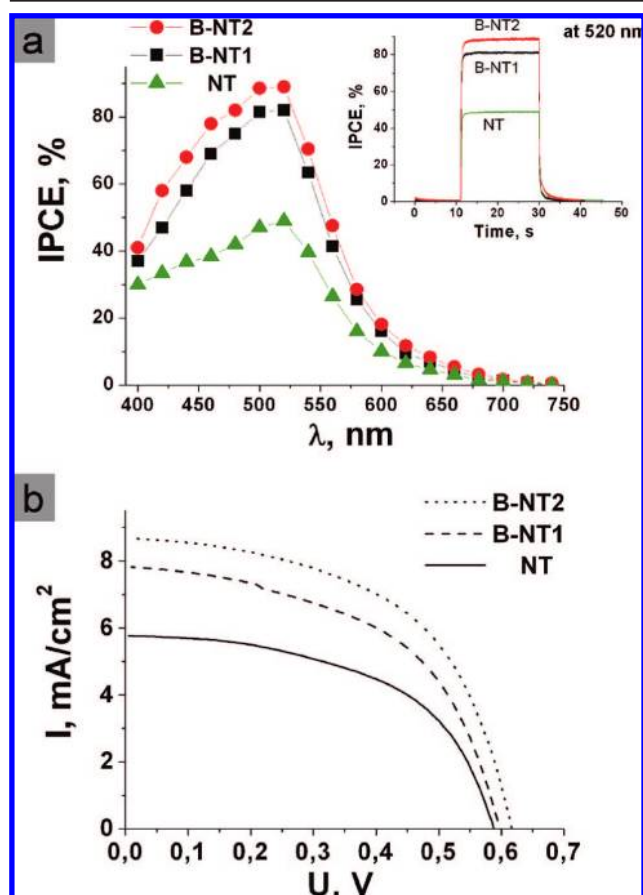 a
B-NT2
B-NT1
NT
IPCE, %
80
60
40
20
0
400 450 500 550 600 650 700 750
λ, nm
B-NT2
at 520 nm
B-NT1
NT
IPCE, %
80
40
0
0 10 20 30 40 50
Time, s
b
B-NT2
B-NT1
NT
I, mA/cm²
8
6
4
2
0
0,0 0,1 0,2 0,3 0,4 0,5 0,6 0,7
U, V